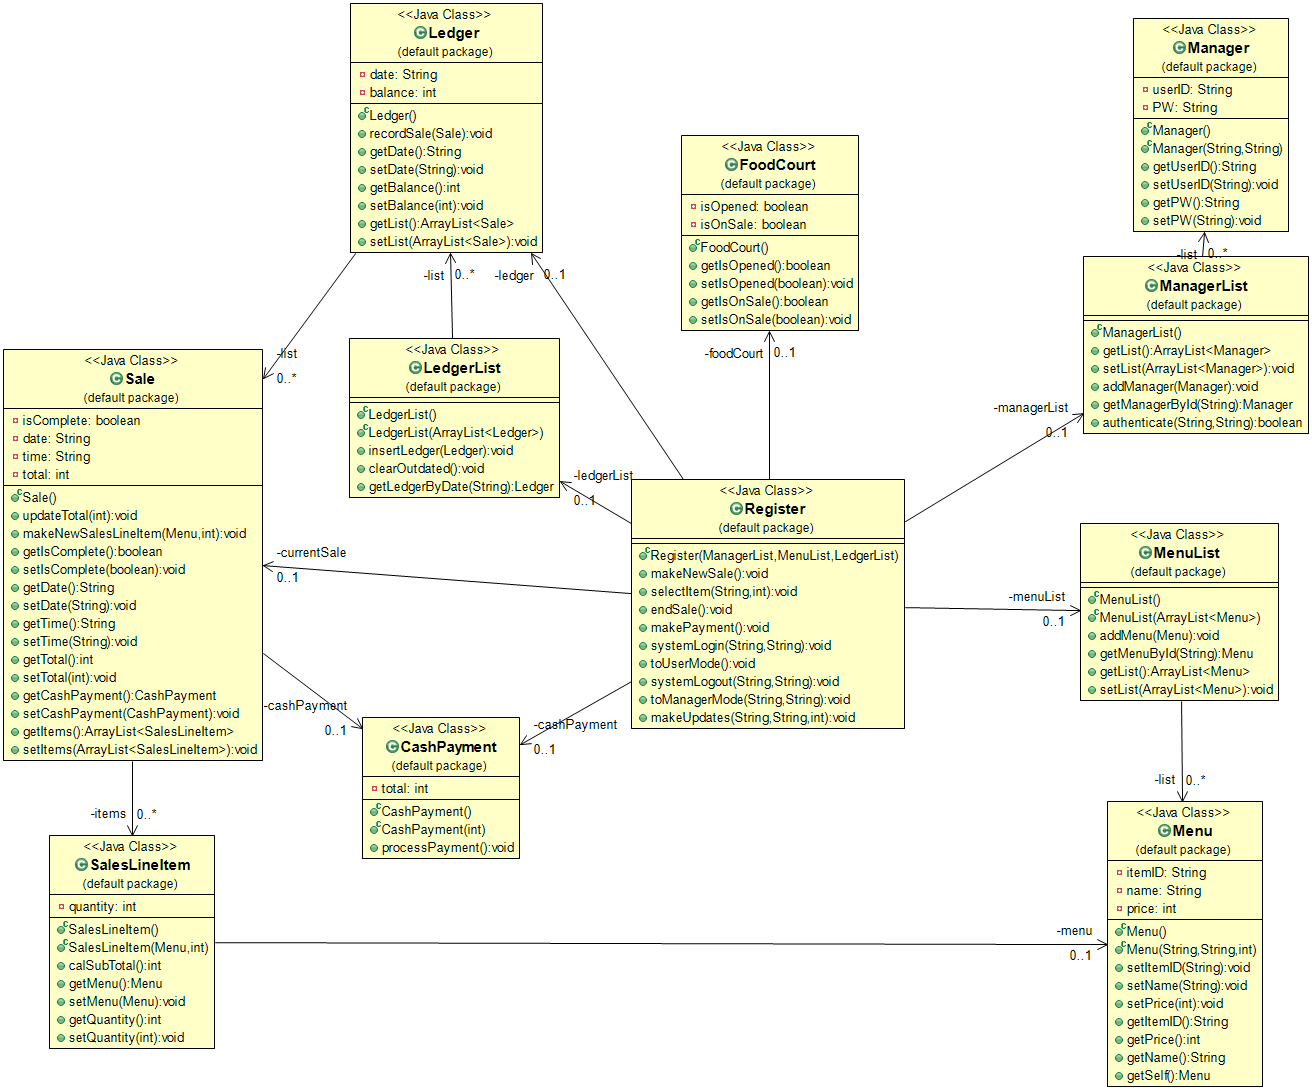 <<Java Class>>
Ledger
(default package)
date: String
balance: int
Ledger()
recordSale(Sale):void
getDate():String
setDate(String):void
getBalance():int
setBalance(int):void
getList():ArrayList<Sale>
setList(ArrayList<Sale>):void
<<Java Class>>
Manager
(default package)
userID: String
PW: String
Manager()
Manager(String,String)
getUserID():String
setUserID(String):void
getPW():String
setPW(String):void
<<Java Class>>
FoodCourt
(default package)
isOpened: boolean
isOnSale: boolean
FoodCourt()
getIsOpened():boolean
setIsOpened(boolean):void
getIsOnSale():boolean
setIsOnSale(boolean):void
-list
0..*
-ledger
0..1
-list
0..*
<<Java Class>>
ManagerList
(default package)
ManagerList()
getList():ArrayList<Manager>
setList(ArrayList<Manager>):void
addManager(Manager):void
getManagerById(String):Manager
authenticate(String,String):boolean
-list
0..*
-foodCourt
0..1
<<Java Class>>
LedgerList
(default package)
LedgerList()
LedgerList(ArrayList<Ledger>)
insertLedger(Ledger):void
clearOutdated():void
getLedgerByDate(String):Ledger
<<Java Class>>
Sale
(default package)
isComplete: boolean
date: String
time: String
total: int
Sale()
updateTotal(int):void
makeNewSalesLineItem(Menu,int):void
getIsComplete():boolean
setIsComplete(boolean):void
getDate():String
setDate(String):void
getTime():String
setTime(String):void
getTotal():int
setTotal(int):void
getCashPayment():CashPayment
setCashPayment(CashPayment):void
getItems():ArrayList<SalesLineItem>
setItems(ArrayList<SalesLineItem>):void
-managerList
0..1
-ledgerList
0..1
<<Java Class>>
Register
(default package)
Register(ManagerList,MenuList,LedgerList)
makeNewSale():void
selectItem(String,int):void
endSale():void
makePayment():void
systemLogin(String,String):void
toUserMode():void
systemLogout(String,String):void
toManagerMode(String,String):void
makeUpdates(String,String,int):void
-currentSale
0..1
<<Java Class>>
MenuList
(default package)
MenuList()
MenuList(ArrayList<Menu>)
addMenu(Menu):void
getMenuById(String):Menu
getList():ArrayList<Menu>
setList(ArrayList<Menu>):void
-menuList
0..1
-cashPayment
0..1
-cashPayment
0..1
<<Java Class>>
CashPayment
(default package)
total: int
CashPayment()
CashPayment(int)
processPayment():void
-list
0..*
-items
0..*
<<Java Class>>
SalesLineItem
(default package)
quantity: int
SalesLineItem()
SalesLineItem(Menu,int)
calSubTotal():int
getMenu():Menu
setMenu(Menu):void
getQuantity():int
setQuantity(int):void
-menu
0..1
<<Java Class>>
Menu
(default package)
itemID: String
name: String
price: int
Menu()
Menu(String,String,int)
setItemID(String):void
setName(String):void
setPrice(int):void
getItemID():String
getPrice():int
getName():String
getSelf():Menu